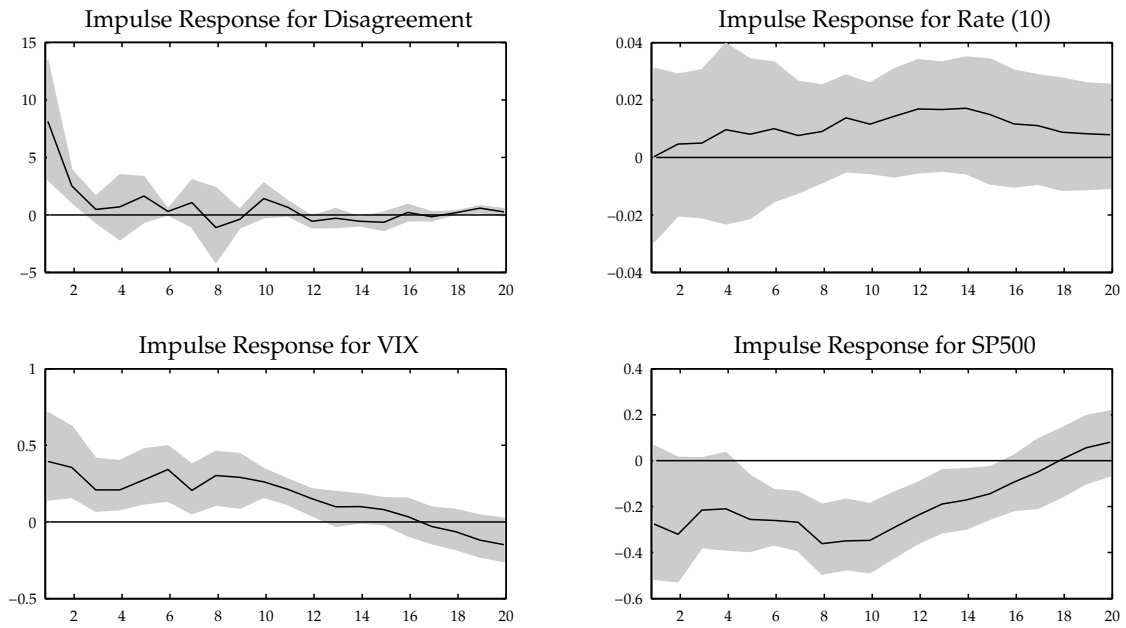 Impulse Response for Disagreement
15
10
5
0
−5
2 4 6 8 10 12 14 16 18 20
Impulse Response for Rate (10)
0.04
0.02
0
−0.02
−0.04
2 4 6 8 10 12 14 16 18 20
Impulse Response for VIX
1
0.5
0
−0.5
2 4 6 8 10 12 14 16 18 20
Impulse Response for SP500
0.4
0.2
0
−0.2
−0.4
−0.6
2 4 6 8 10 12 14 16 18 20